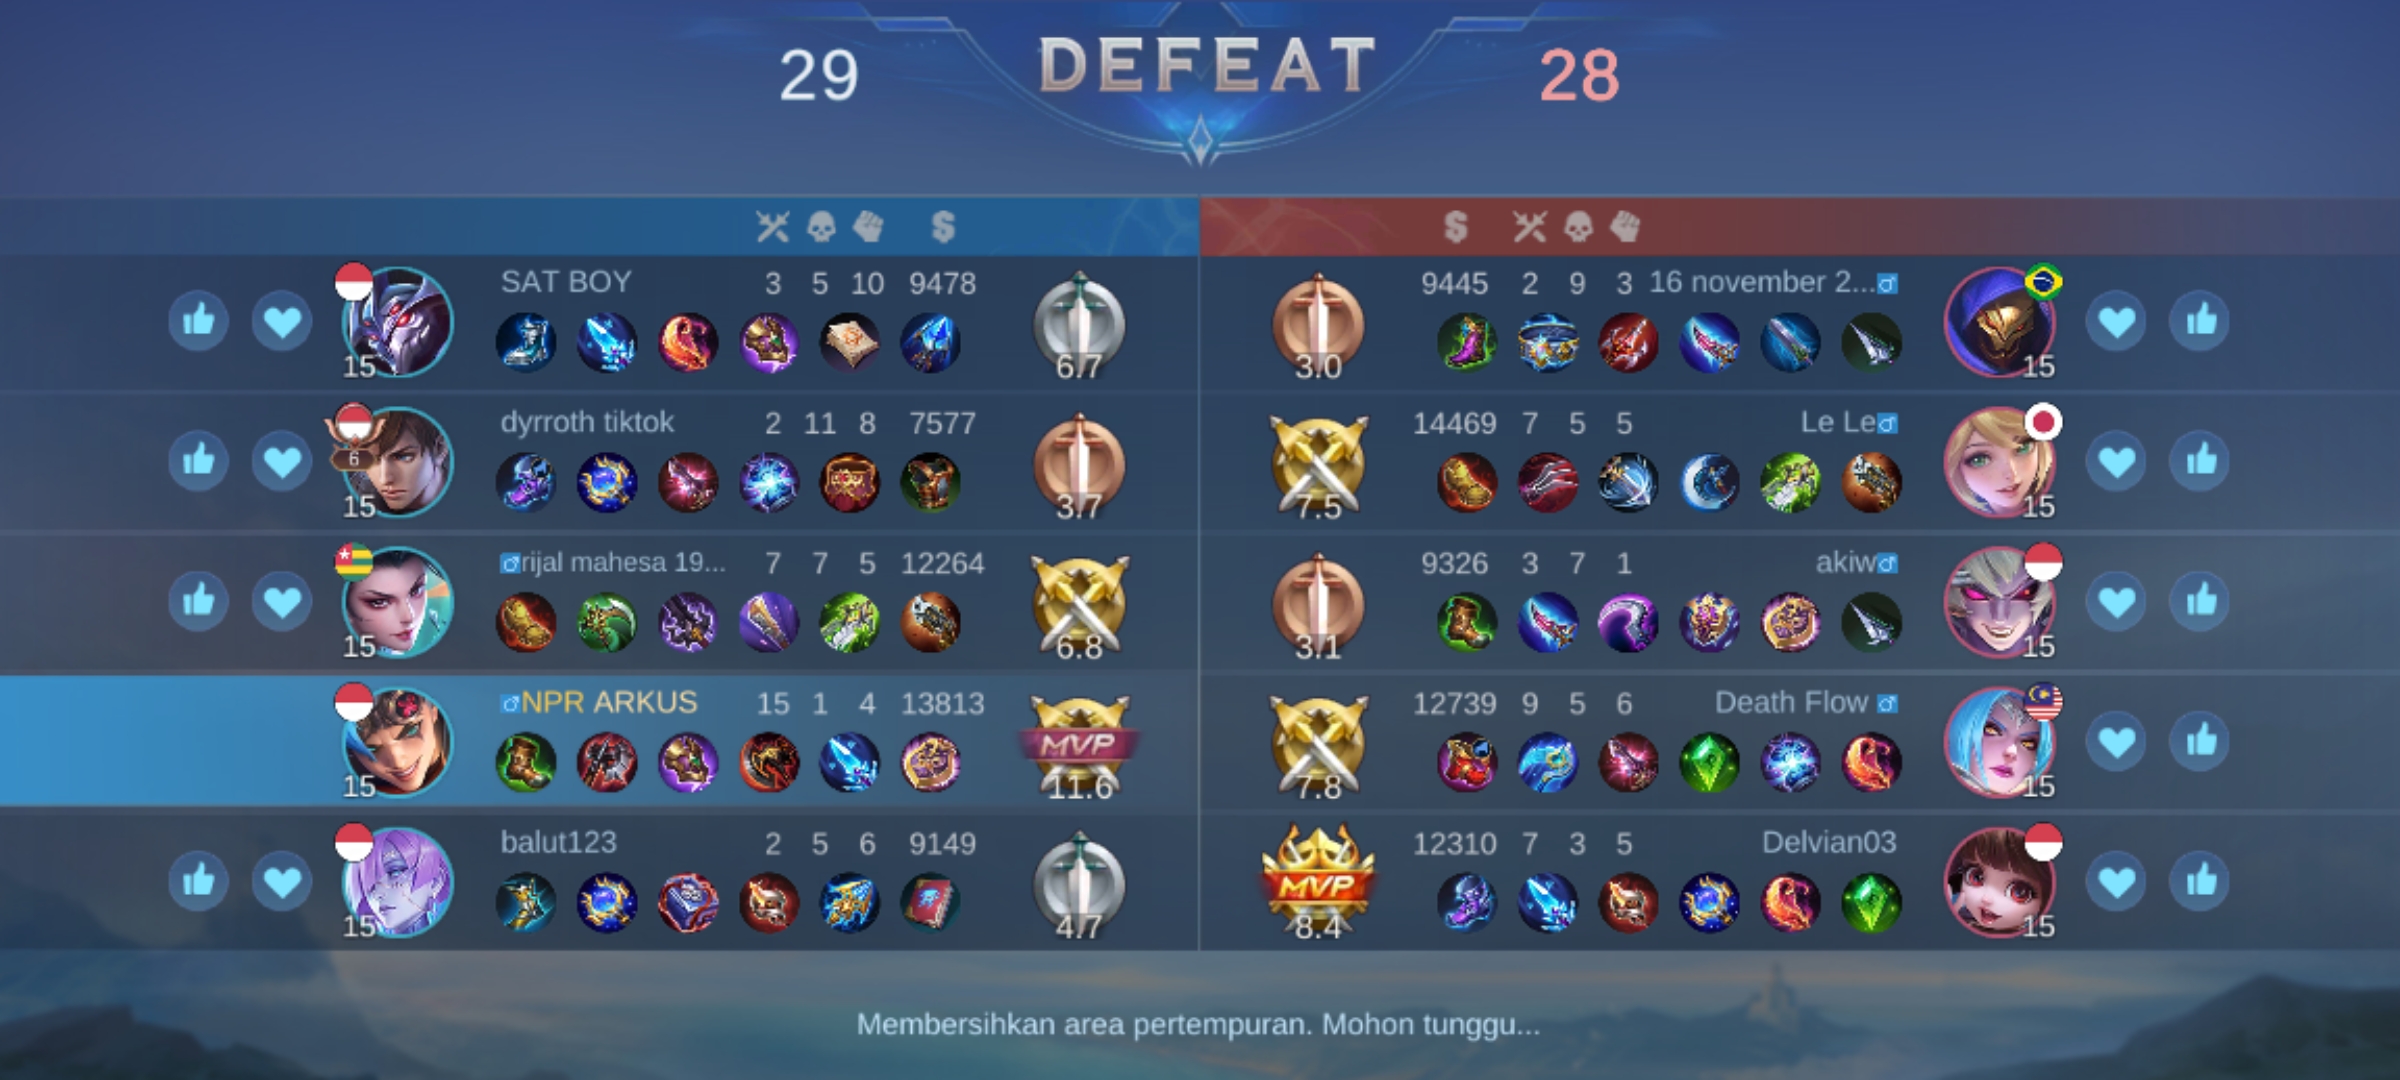 29 DEFEAT 28
SAT BOY 3 5 10 9478
15 6.7
9445 2 9 3 16 november 2...
3.0 15
dyrroth tiktok 2 11 8 7577
6
15 3.7
14469 7 5 5 Le Le
7.5 15
rijal mahesa 19... 7 7 5 12264
15 6.8
9326 3 7 1 akiw
3.1 15
NPR ARKUS 15 1 4 13813
MVP
15 11.6
12739 9 5 6 Death Flow
7.8 15
balut123 2 5 6 9149
15 4.7
12310 7 3 5 Delvian03
MVP
8.4 15
Membersihkan area pertempuran. Mohon tunggu...